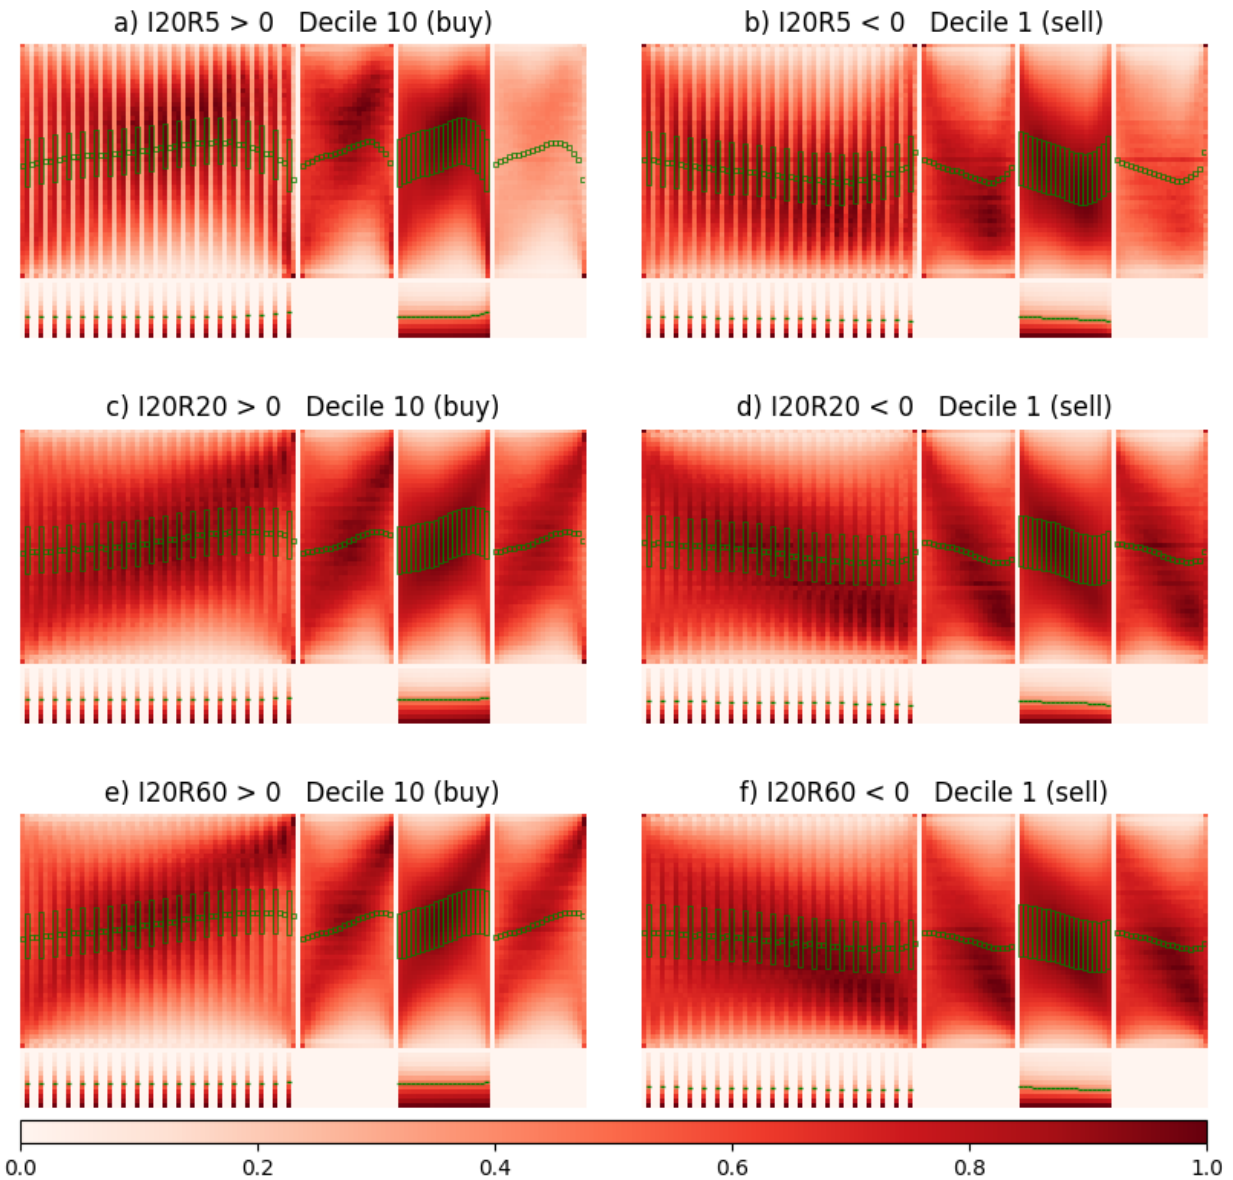 a) I20R5 > 0   Decile 10 (buy)
b) I20R5 < 0   Decile 1 (sell)
c) I20R20 > 0   Decile 10 (buy)
d) I20R20 < 0   Decile 1 (sell)
e) I20R60 > 0   Decile 10 (buy)
f) I20R60 < 0   Decile 1 (sell)
0.0 0.2 0.4 0.6 0.8 1.0